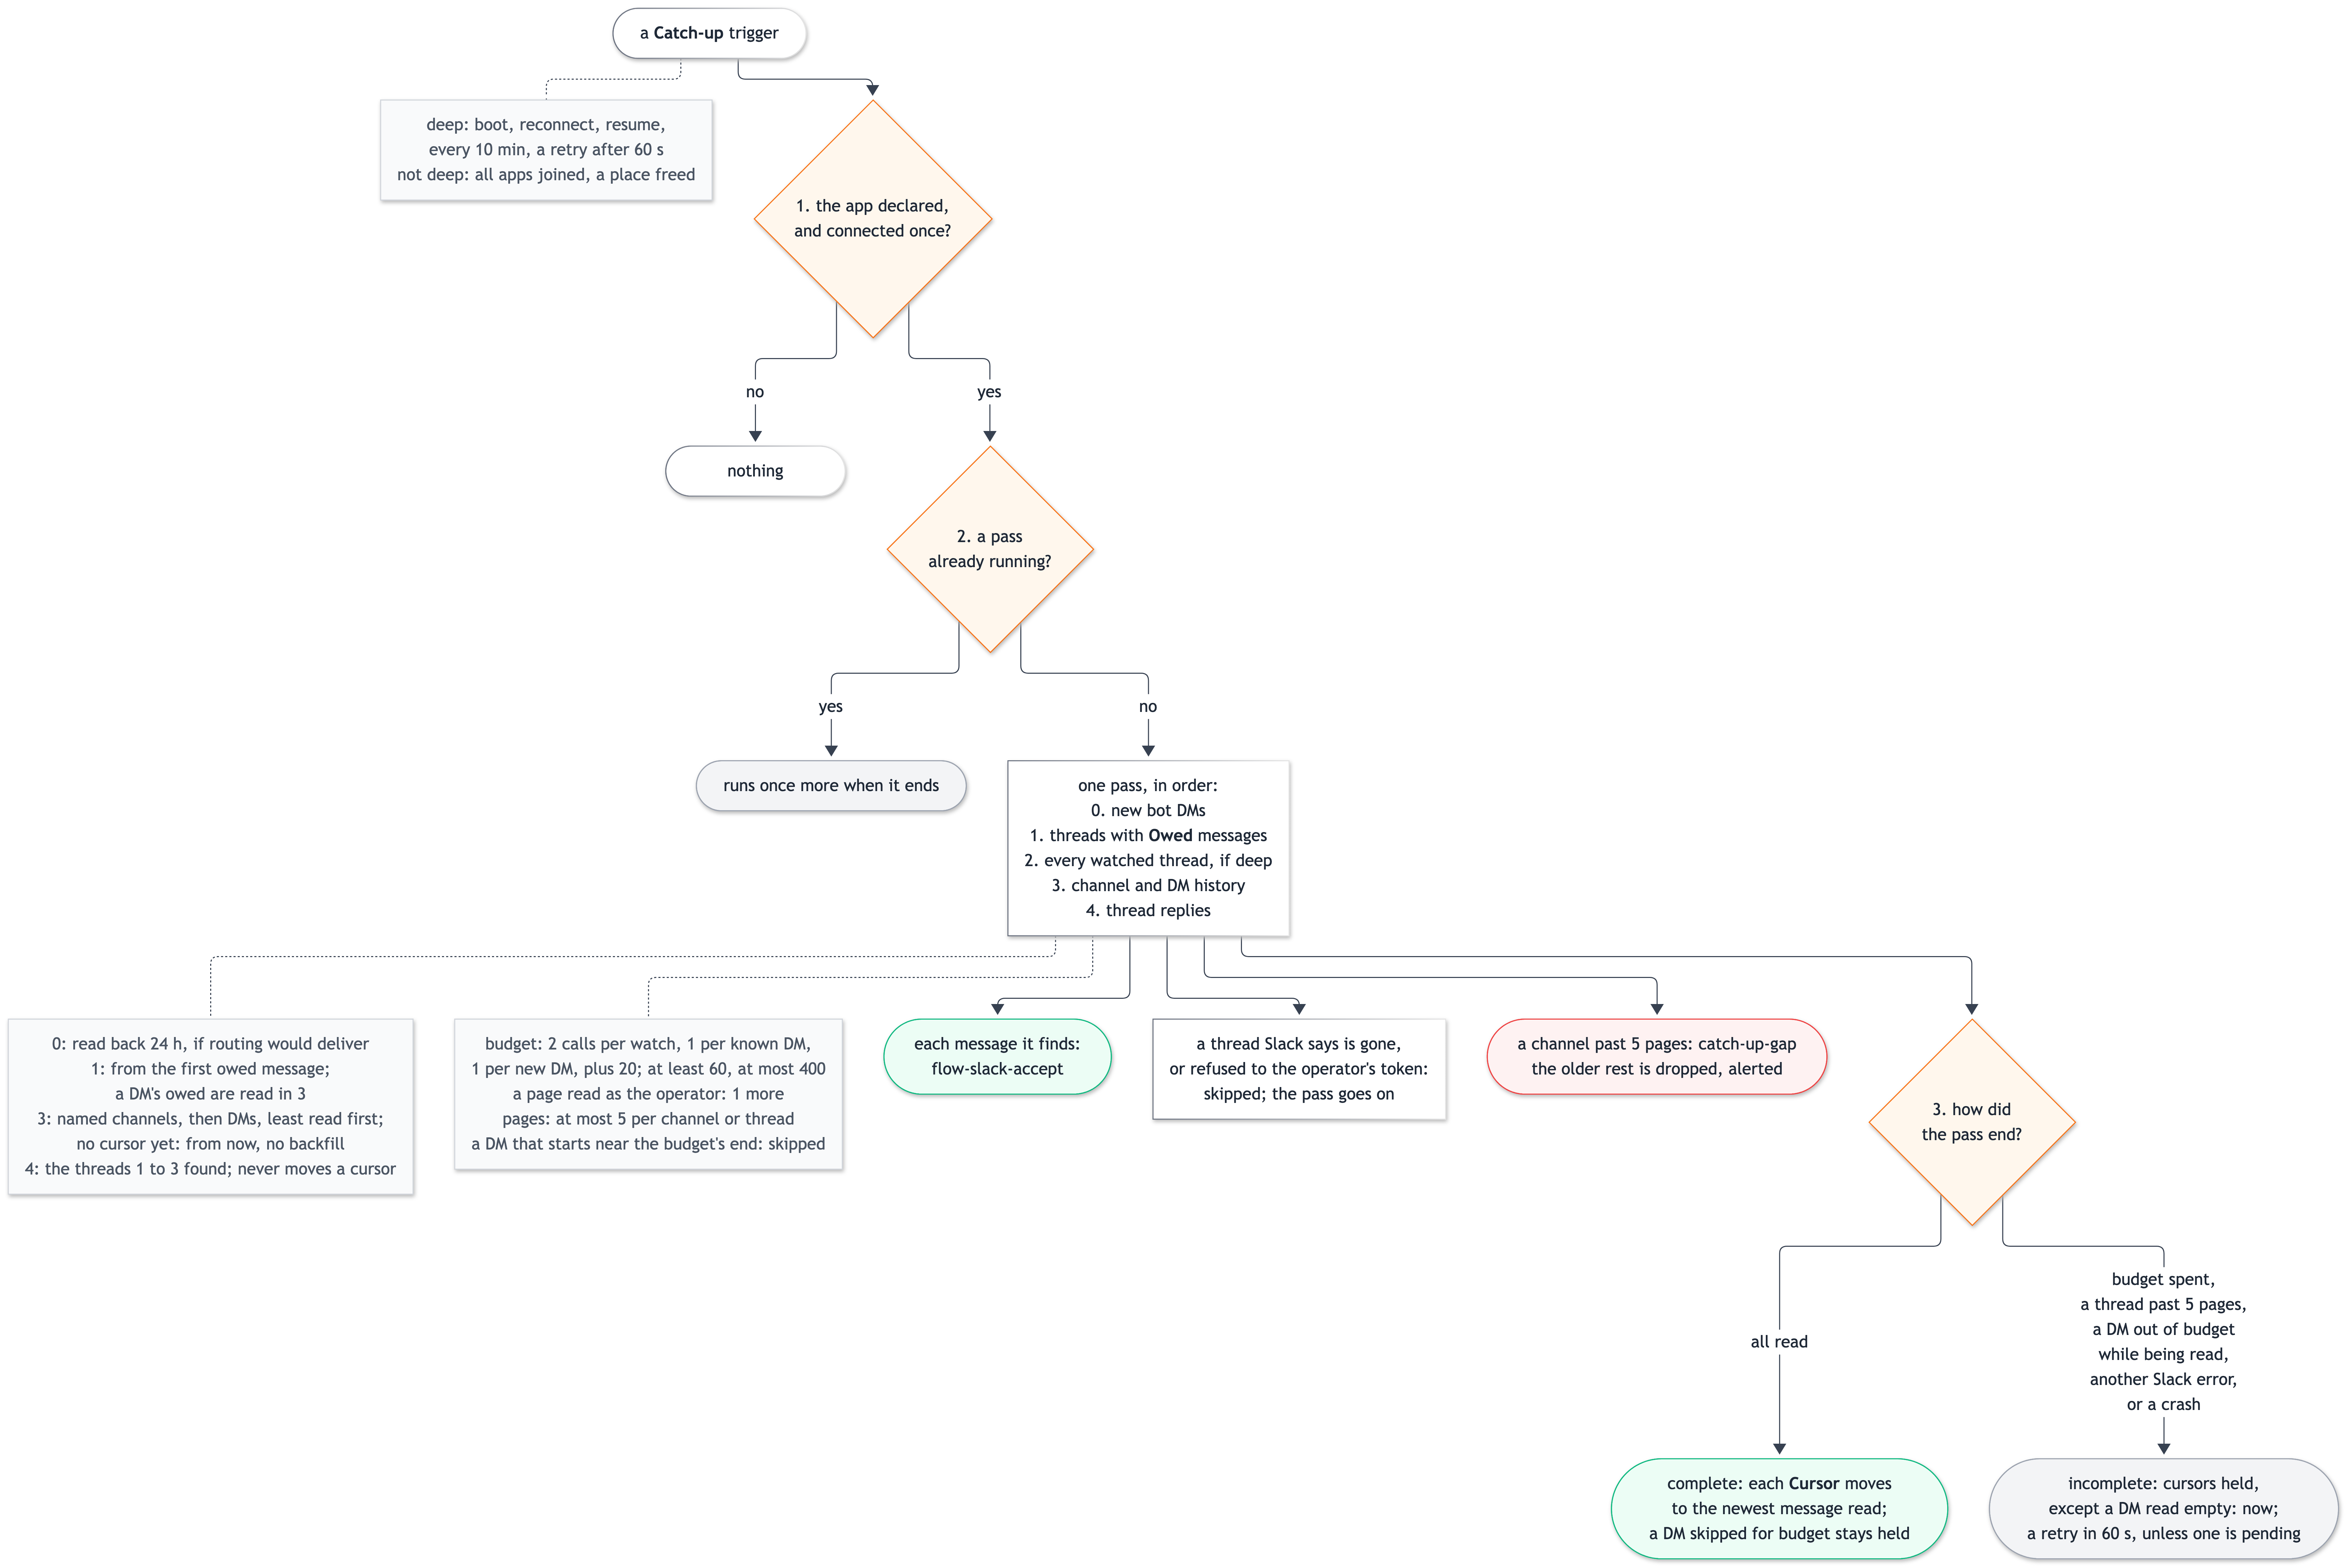 a Catch-up trigger
deep: boot, reconnect, resume,
every 10 min, a retry after 60 s
not deep: all apps joined, a place freed
1. the app declared,
and connected once?
no
yes
nothing
2. a pass
already running?
yes
no
runs once more when it ends
one pass, in order:
0. new bot DMs
1. threads with Owed messages
2. every watched thread, if deep
3. channel and DM history
4. thread replies
0: read back 24 h, if routing would deliver
1: from the first owed message;
a DM's owed are read in 3
3: named channels, then DMs, least read first;
no cursor yet: from now, no backfill
4: the threads 1 to 3 found; never moves a cursor
budget: 2 calls per watch, 1 per known DM,
1 per new DM, plus 20; at least 60, at most 400
a page read as the operator: 1 more
pages: at most 5 per channel or thread
a DM that starts near the budget's end: skipped
each message it finds:
flow-slack-accept
a thread Slack says is gone,
or refused to the operator's token:
skipped; the pass goes on
a channel past 5 pages: catch-up-gap
the older rest is dropped, alerted
3. how did
the pass end?
all read
budget spent,
a thread past 5 pages,
a DM out of budget
while being read,
another Slack error,
or a crash
complete: each Cursor moves
to the newest message read;
a DM skipped for budget stays held
incomplete: cursors held,
except a DM read empty: now;
a retry in 60 s, unless one is pending